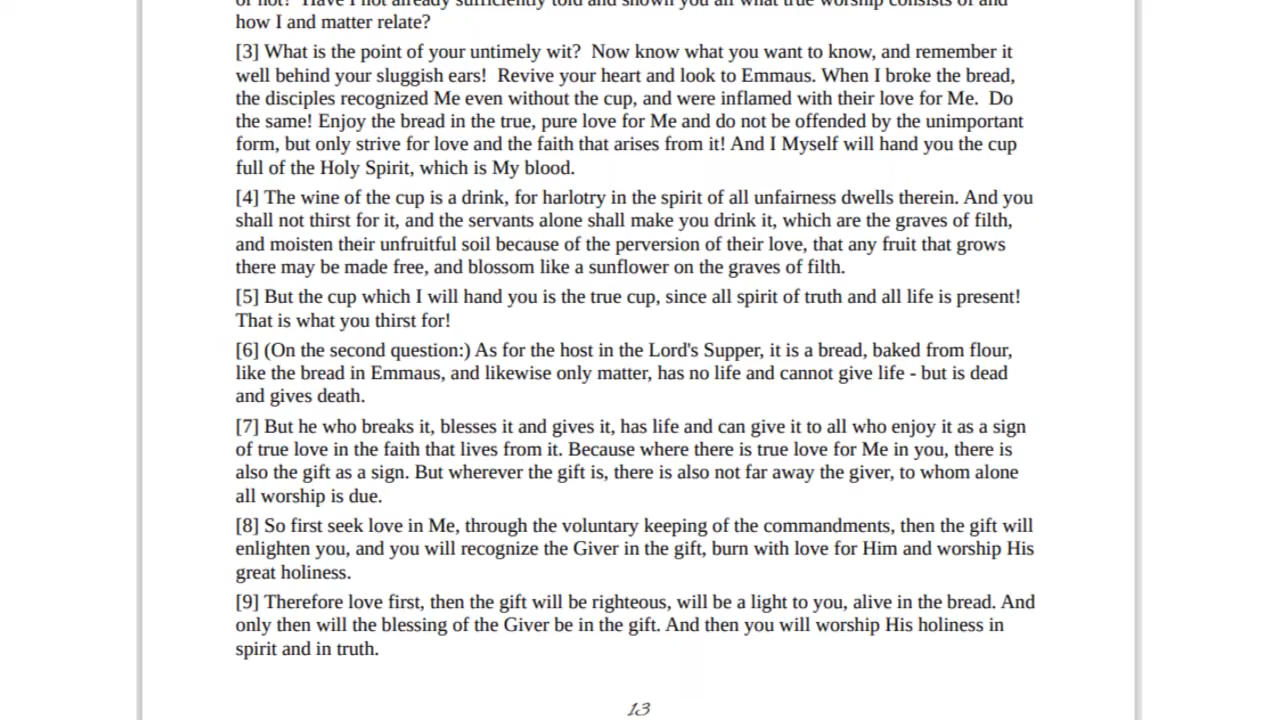 or not?  Have I not already sufficiently told and shown you all what true worship consists of and
how I and matter relate?
[3] What is the point of your untimely wit?  Now know what you want to know, and remember it
well behind your sluggish ears!  Revive your heart and look to Emmaus. When I broke the bread,
the disciples recognized Me even without the cup, and were inflamed with their love for Me.  Do
the same! Enjoy the bread in the true, pure love for Me and do not be offended by the unimportant
form, but only strive for love and the faith that arises from it! And I Myself will hand you the cup
full of the Holy Spirit, which is My blood.
[4] The wine of the cup is a drink, for harlotry in the spirit of all unfairness dwells therein. And you
shall not thirst for it, and the servants alone shall make you drink it, which are the graves of filth,
and moisten their unfruitful soil because of the perversion of their love, that any fruit that grows
there may be made free, and blossom like a sunflower on the graves of filth.
[5] But the cup which I will hand you is the true cup, since all spirit of truth and all life is present!
That is what you thirst for!
[6] (On the second question:) As for the host in the Lord's Supper, it is a bread, baked from flour,
like the bread in Emmaus, and likewise only matter, has no life and cannot give life - but is dead
and gives death.
[7] But he who breaks it, blesses it and gives it, has life and can give it to all who enjoy it as a sign
of true love in the faith that lives from it. Because where there is true love for Me in you, there is
also the gift as a sign. But wherever the gift is, there is also not far away the giver, to whom alone
all worship is due.
[8] So first seek love in Me, through the voluntary keeping of the commandments, then the gift will
enlighten you, and you will recognize the Giver in the gift, burn with love for Him and worship His
great holiness.
[9] Therefore love first, then the gift will be righteous, will be a light to you, alive in the bread. And
only then will the blessing of the Giver be in the gift. And then you will worship His holiness in
spirit and in truth.
13